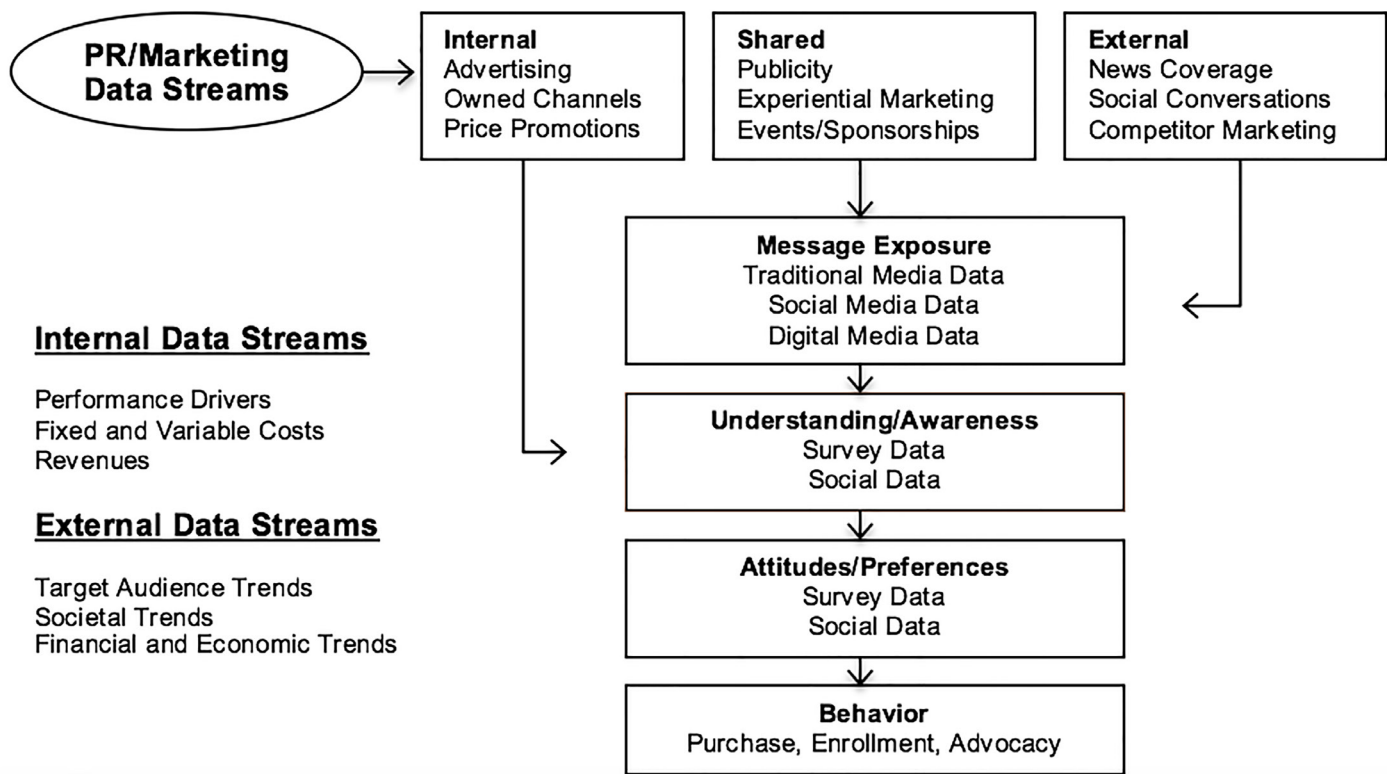 PR/Marketing
Data Streams
Internal
Advertising
Owned Channels
Price Promotions
Shared
Publicity
Experiential Marketing
Events/Sponsorships
External
News Coverage
Social Conversations
Competitor Marketing
Message Exposure
Traditional Media Data
Social Media Data
Digital Media Data
Internal Data Streams
Performance Drivers
Fixed and Variable Costs
Revenues
Understanding/Awareness
Survey Data
Social Data
External Data Streams
Target Audience Trends
Societal Trends
Financial and Economic Trends
Attitudes/Preferences
Survey Data
Social Data
Behavior
Purchase, Enrollment, Advocacy